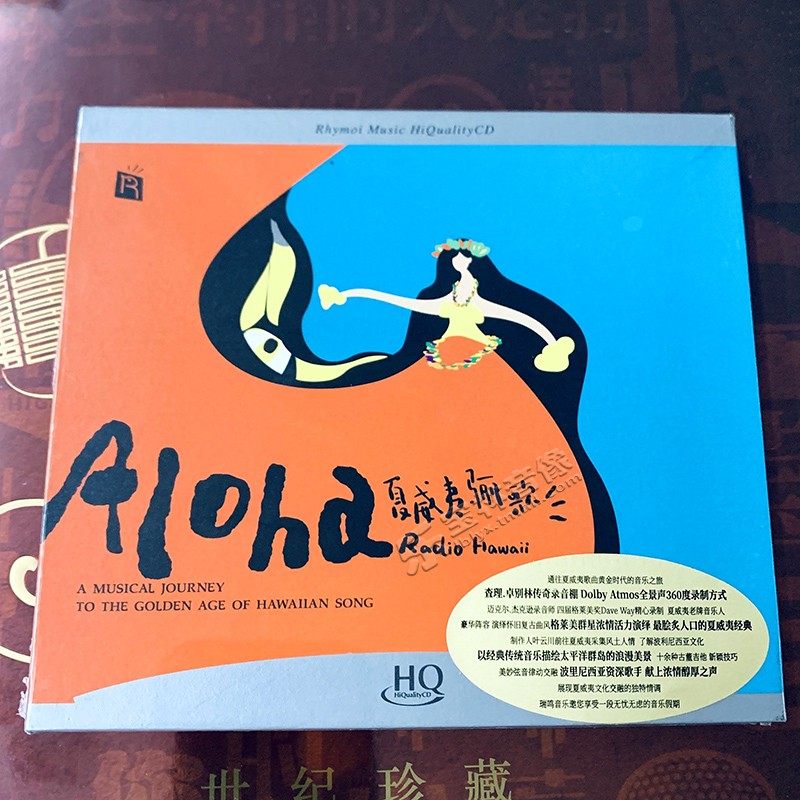 Rhymoi Music HiQualityCD
R
Aloha
夏威夷骊歌
Radio Hawaii
A MUSICAL JOURNEY
TO THE GOLDEN AGE OF HAWAIIAN SONG
HQ
HiQualityCD
通往夏威夷歌曲黄金时代的音乐之旅
查理.卓别林传奇录音棚 Dolby Atmos全景声360度录制方式
迈克尔.杰克逊录音师 四届格莱美奖Dave Way精心录制 夏威夷老牌音乐人
豪华阵容 演绎怀旧复古曲风格莱美群星浓情活力演绎 最脍炙人口的夏威夷经典
制作人叶云川前往夏威夷采集风土人情 了解波利尼西亚文化
以经典传统音乐描绘太平洋群岛的浪漫美景 十余种古董吉他 新颖技巧
美妙弦音律动交融 波里尼西亚资深歌手 献上浓情醇厚之声
展现夏威夷文化交融的独特情调
瑞鸣音乐邀您享受一段无忧无虑的音乐假期
世纪珍藏